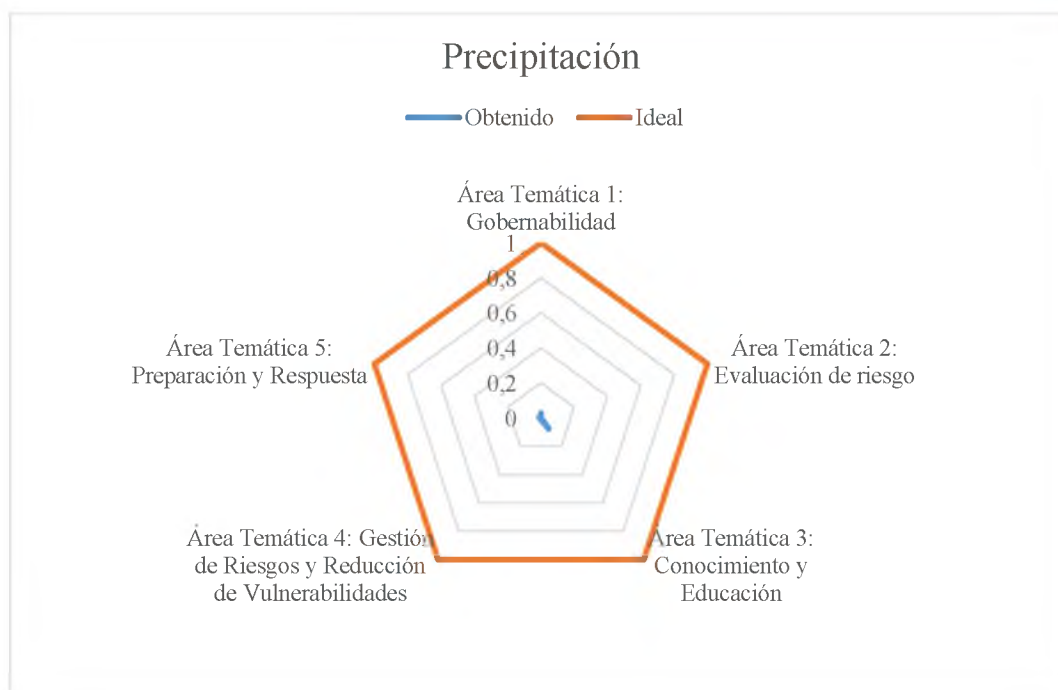 Precipitación
Obtenido Ideal
Área Temática 1:
Gobernabilidad
1
0,8
0,6
0,4
0,2
0
Área Temática 2:
Evaluación de riesgo
Área Temática 3:
Conocimiento y
Educación
Área Temática 4: Gestión
de Riesgos y Reducción
de Vulnerabilidades
Área Temática 5:
Preparación y Respuesta